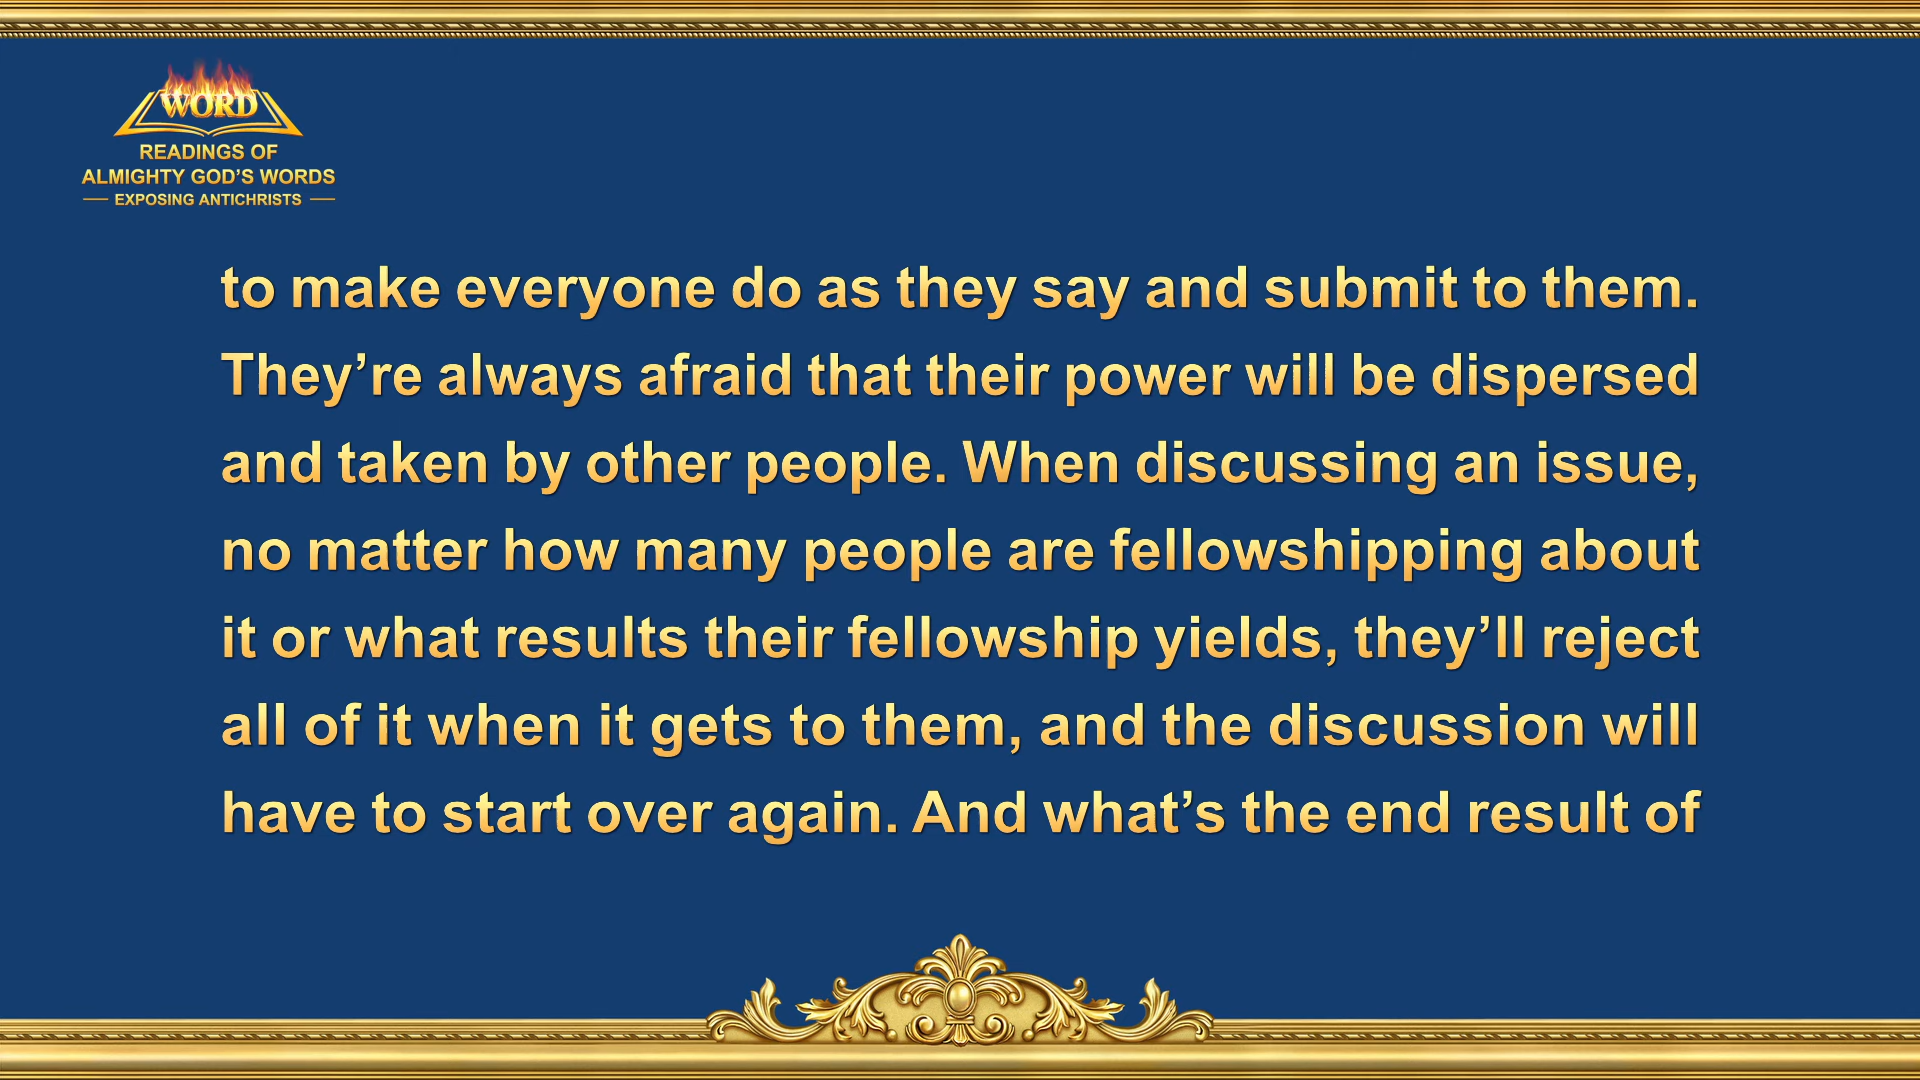 WORD
READINGS OF
ALMIGHTY GOD’S WORDS
EXPOSING ANTICHRISTS
to make everyone do as they say and submit to them.
They’re always afraid that their power will be dispersed
and taken by other people. When discussing an issue,
no matter how many people are fellowshipping about
it or what results their fellowship yields, they’ll reject
all of it when it gets to them, and the discussion will
have to start over again. And what’s the end result of